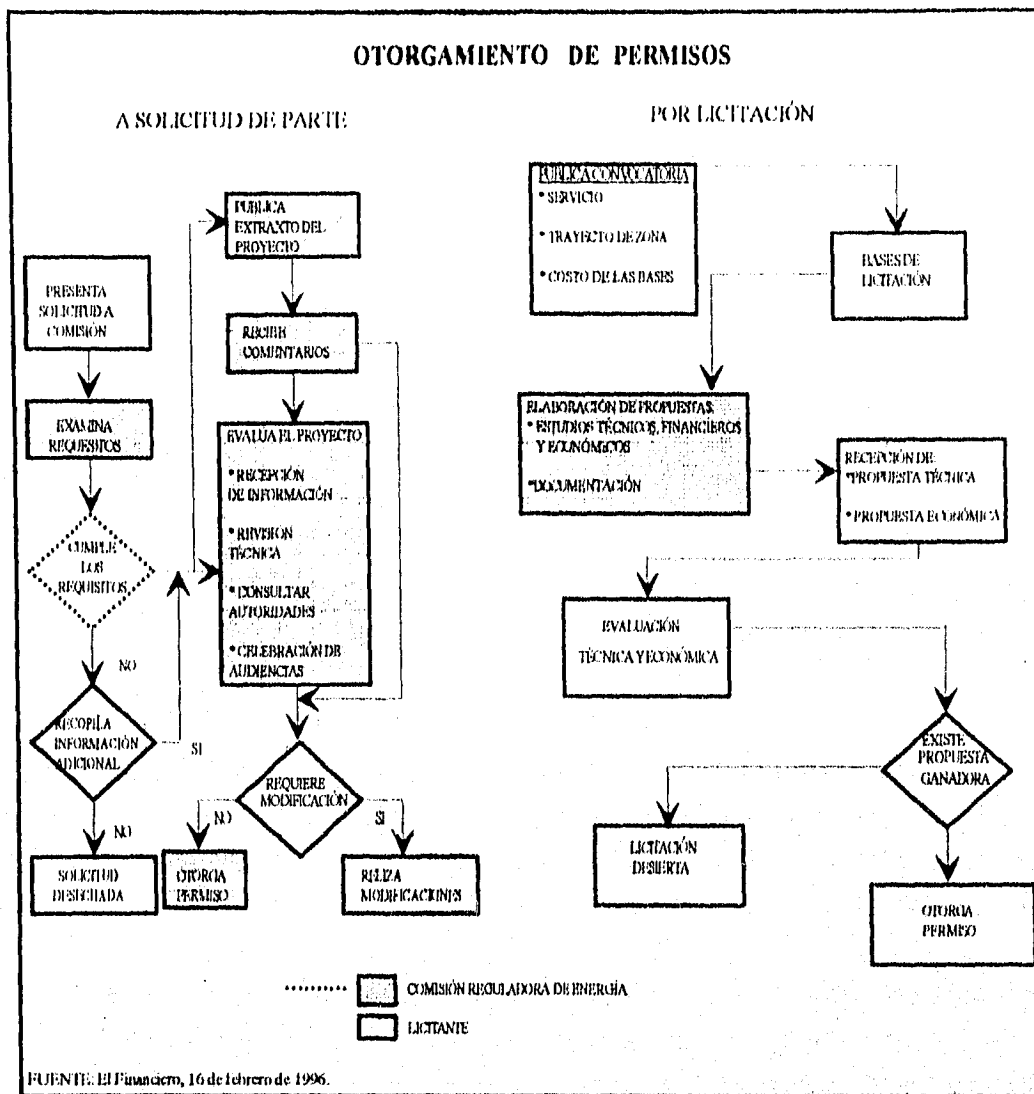 OTORGAMIENTO DE PERMISOS
A SOLICITUD DE PARTE
PRESENTA
SOLICITUD A
COMISIÓN
EXAMINA
REQUESITOS
CUMPLE
LOS
REQUISITOS
NO
RECOPILA
INFORMACIÓN
ADICIONAL
SI
NO
SOLICITUD
DESECHADA
PUBLICA
EXTRAXTO DEL
PROYECTO
RECIBE
COMENTARIOS
EVALUA EL PROYECTO
* RECEPCIÓN
DE INFORMACIÓN
* REVISION
TÉCNICA
* CONSULTAR
AUTORIDADES
* CELEBRACIÓN DE
AUDIENCIAS
REQUIERE
MODIFICACIÓN
NO
SI
OTORGA
PERMISO
RELIZA
MODIFICACIONES
POR LICITACIÓN
PUBLICA CONVOCATORIA
* SERVICIO
* TRAYECTO DE ZONA
* COSTO DE LAS BASES
BASES DE
LICITACIÓN
ELABORACIÓN DE PROPUESTAS
* ESTUDIOS TÉCNICOS, FINANCIEROS
Y ECONÓMICOS
*DOCUMENTACIÓN
RECEPCIÓN DE
*PROPUESTA TÉCNICA
* PROPUESTA ECONÓMICA
EVALUACIÓN
TÉCNICA Y ECONÓMICA
EXISTE
PROPUESTA
GANADORA
LICITACIÓN
DESIERTA
OTORGA
PERMISO
COMISIÓN REGULADORA DE ENERGÍA
LICITANTE
FUENTE: El Financiero, 16 de febrero de 1996.